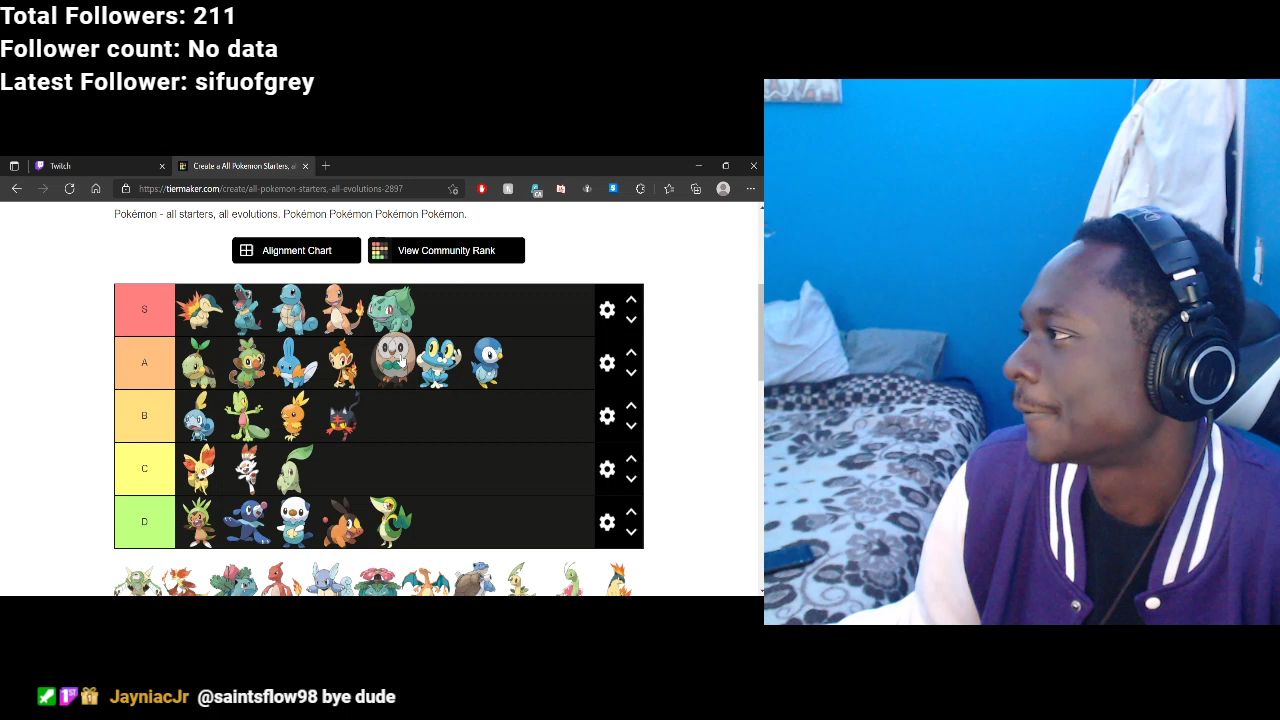 Total Followers: 211
Follower count: No data
Latest Follower: sifuofgrey
Twitch
Create a All Pokemon Starters, a
https://tiermaker.com/create/all-pokemon-starters,-all-evolutions-2897
Pokémon - all starters, all evolutions. Pokémon Pokémon Pokémon Pokémon.
Alignment Chart
View Community Rank
S
A
B
C
D
JayniacJr @saintsflow98 bye dude